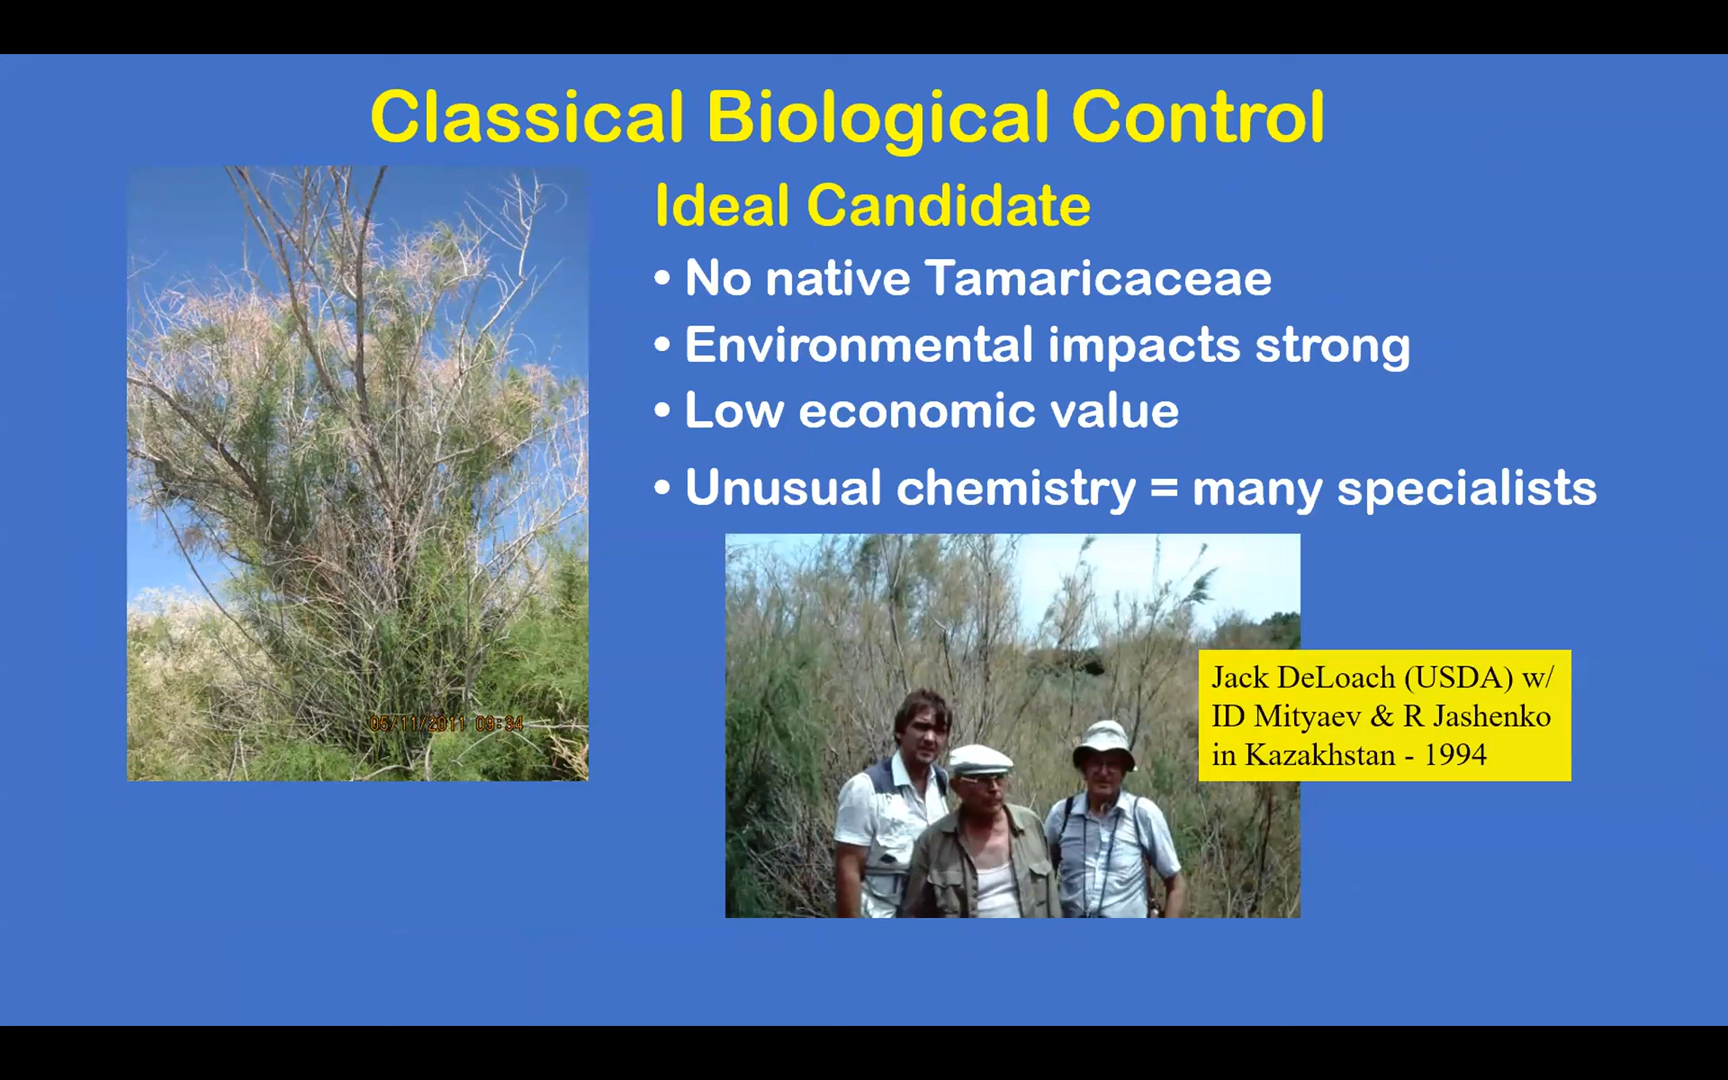 Classical Biological Control
Ideal Candidate
• No native Tamaricaceae
• Environmental impacts strong
• Low economic value
• Unusual chemistry = many specialists
05/11/2011 09:34
Jack DeLoach (USDA) w/
ID Mityaev & R Jashenko
in Kazakhstan - 1994